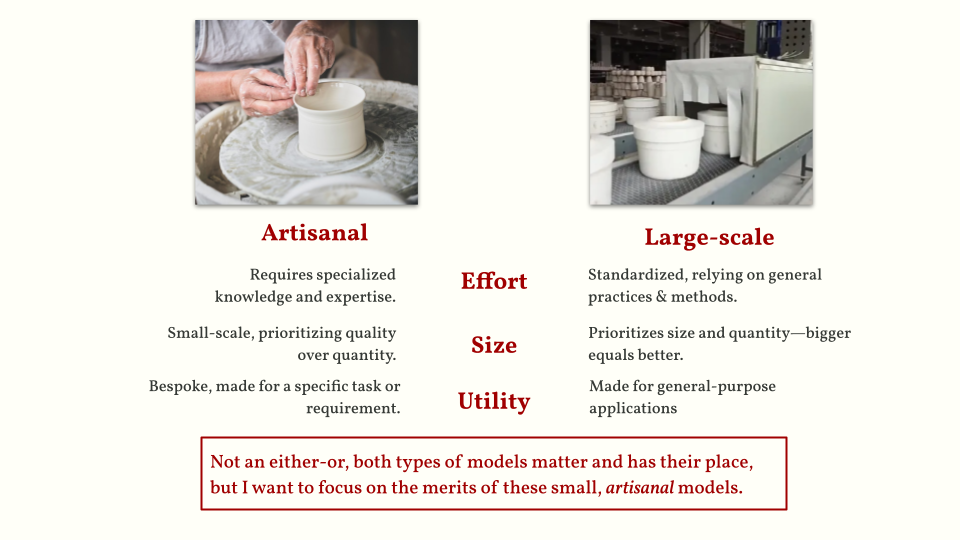 Artisanal
Large-scale
Requires specialized
knowledge and expertise.
Effort
Standardized, relying on general
practices & methods.
Small-scale, prioritizing quality
over quantity.
Size
Prioritizes size and quantity—bigger
equals better.
Bespoke, made for a specific task or
requirement.
Utility
Made for general-purpose
applications
Not an either-or, both types of models matter and has their place,
but I want to focus on the merits of these small, artisanal models.